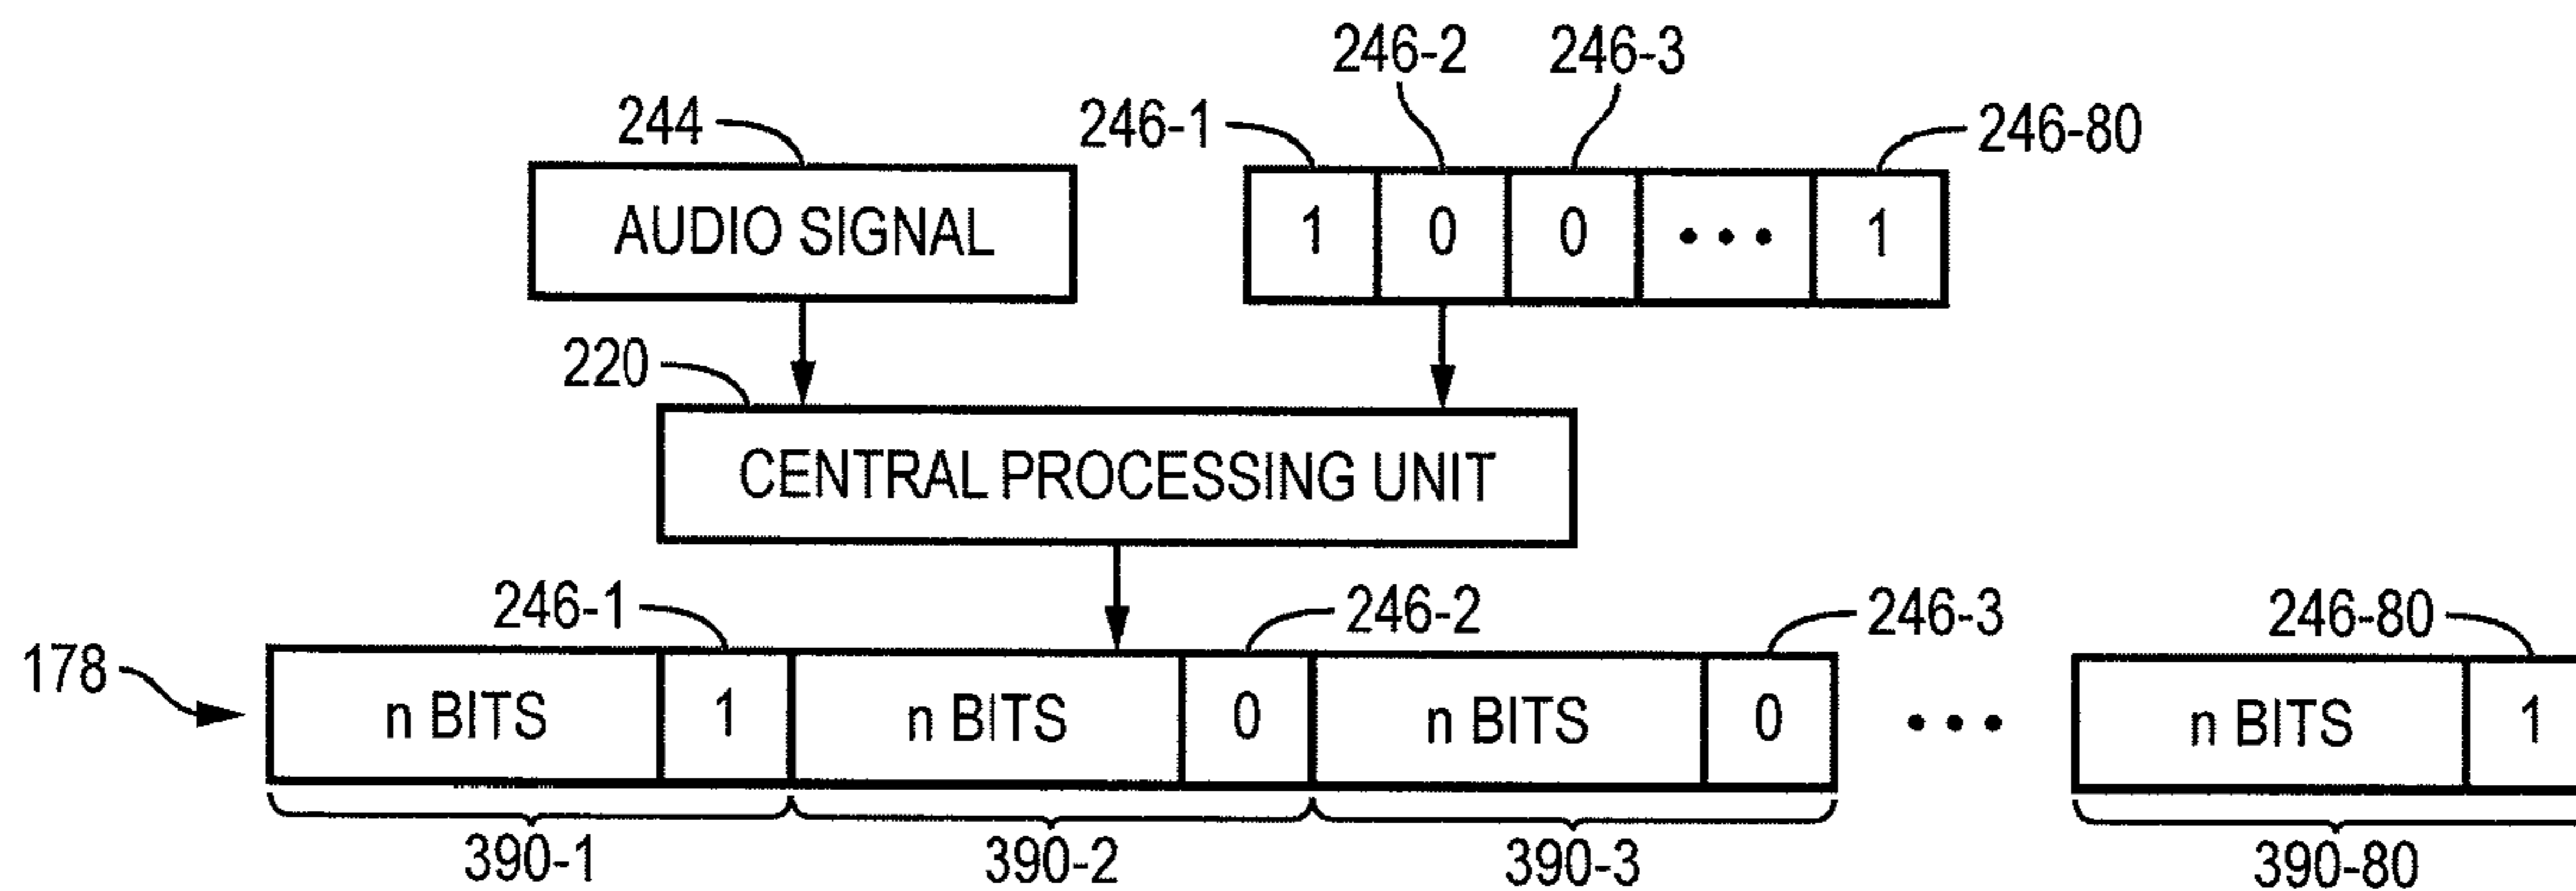 246-2 246-3
244 246-1 246-80
AUDIO SIGNAL 1 0 0 • • • 1
220
CENTRAL PROCESSING UNIT
246-1 246-2 246-3 246-80
178 n BITS 1 n BITS 0 n BITS 0 • • • n BITS 1
390-1 390-2 390-3 390-80